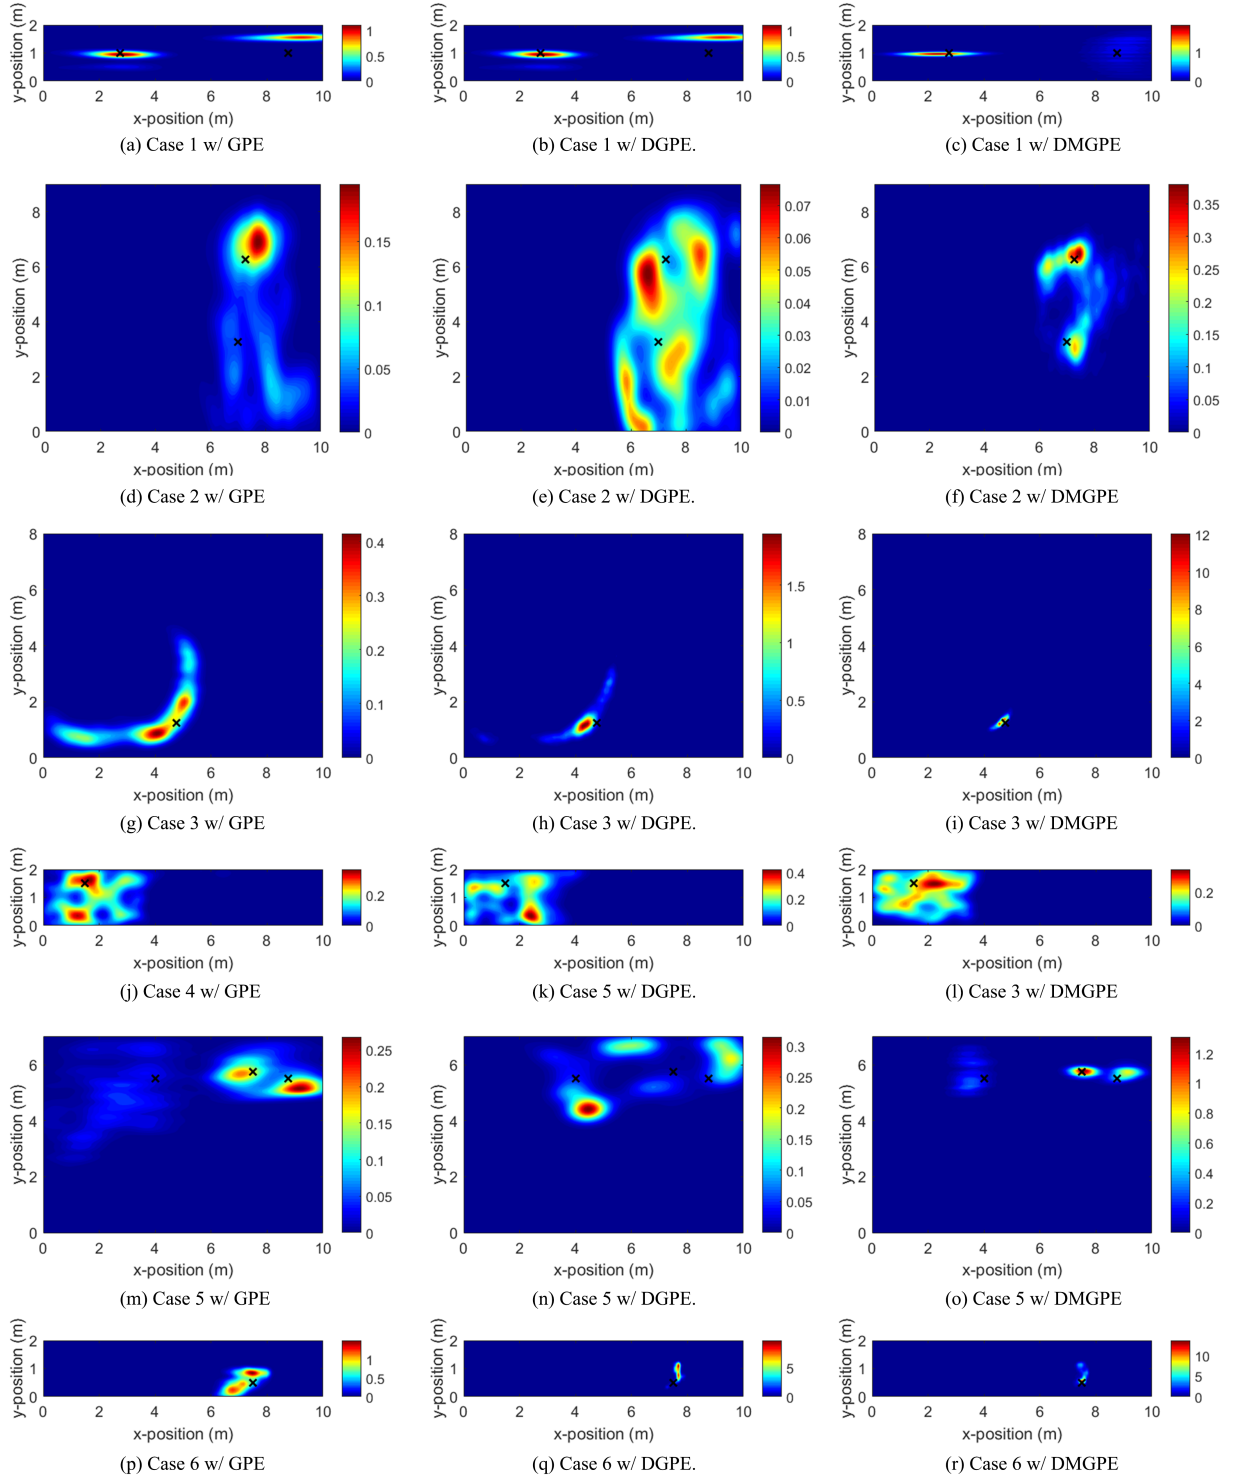 y-position (m)
2
1
0
0 2 4 6 8 10
x-position (m)
1
0.5
0
(a) Case 1 w/ GPE
y-position (m)
2
1
0
0 2 4 6 8 10
x-position (m)
1
0.5
0
(b) Case 1 w/ DGPE.
y-position (m)
2
1
0
0 2 4 6 8 10
x-position (m)
1
0
(c) Case 1 w/ DMGPE
y-position (m)
8
6
4
2
0
0 2 4 6 8 10
x-position (m)
0.15
0.05
0
(d) Case 2 w/ GPE
y-position (m)
8
6
4
2
0
0 2 4 6 8 10
x-position (m)
0.07
0.06
0.05
0.04
0.03
0.02
0.01
0
(e) Case 2 w/ DGPE.
y-position (m)
8
6
4
2
0
0 2 4 6 8 10
x-position (m)
0.35
0.3
0.25
0.2
0.15
0.1
0.05
0
(f) Case 2 w/ DMGPE
y-position (m)
8
6
4
2
0
0 2 4 6 8 10
x-position (m)
0.4
0.3
0.2
0.1
0
(g) Case 3 w/ GPE
y-position (m)
8
6
4
2
0
0 2 4 6 8 10
x-position (m)
1.5
1
0.5
0
(h) Case 3 w/ DGPE.
y-position (m)
8
6
4
2
0
0 2 4 6 8 10
x-position (m)
12
10
8
6
4
2
0
(i) Case 3 w/ DMGPE
y-position (m)
2
1
0
0 2 4 6 8 10
x-position (m)
0.2
0
(j) Case 4 w/ GPE
y-position (m)
2
1
0
0 2 4 6 8 10
x-position (m)
0.4
0.2
0
(k) Case 5 w/ DGPE.
y-position (m)
2
1
0
0 2 4 6 8 10
x-position (m)
0.2
0
(l) Case 3 w/ DMGPE
y-position (m)
6
4
2
0
0 2 4 6 8 10
x-position (m)
0.25
0.2
0.15
0.1
0.05
0
(m) Case 5 w/ GPE
y-position (m)
6
4
2
0
0 2 4 6 8 10
x-position (m)
0.3
0.25
0.2
0.15
0.1
0.05
0
(n) Case 5 w/ DGPE.
y-position (m)
6
4
2
0
0 2 4 6 8 10
x-position (m)
1.2
1
0.8
0.6
0.4
0.2
0
(o) Case 5 w/ DMGPE
y-position (m)
2
1
0
0 2 4 6 8 10
x-position (m)
1
0.5
0
(p) Case 6 w/ GPE
y-position (m)
2
1
0
0 2 4 6 8 10
x-position (m)
5
0
(q) Case 6 w/ DGPE.
y-position (m)
2
1
0
0 2 4 6 8 10
x-position (m)
10
5
0
(r) Case 6 w/ DMGPE